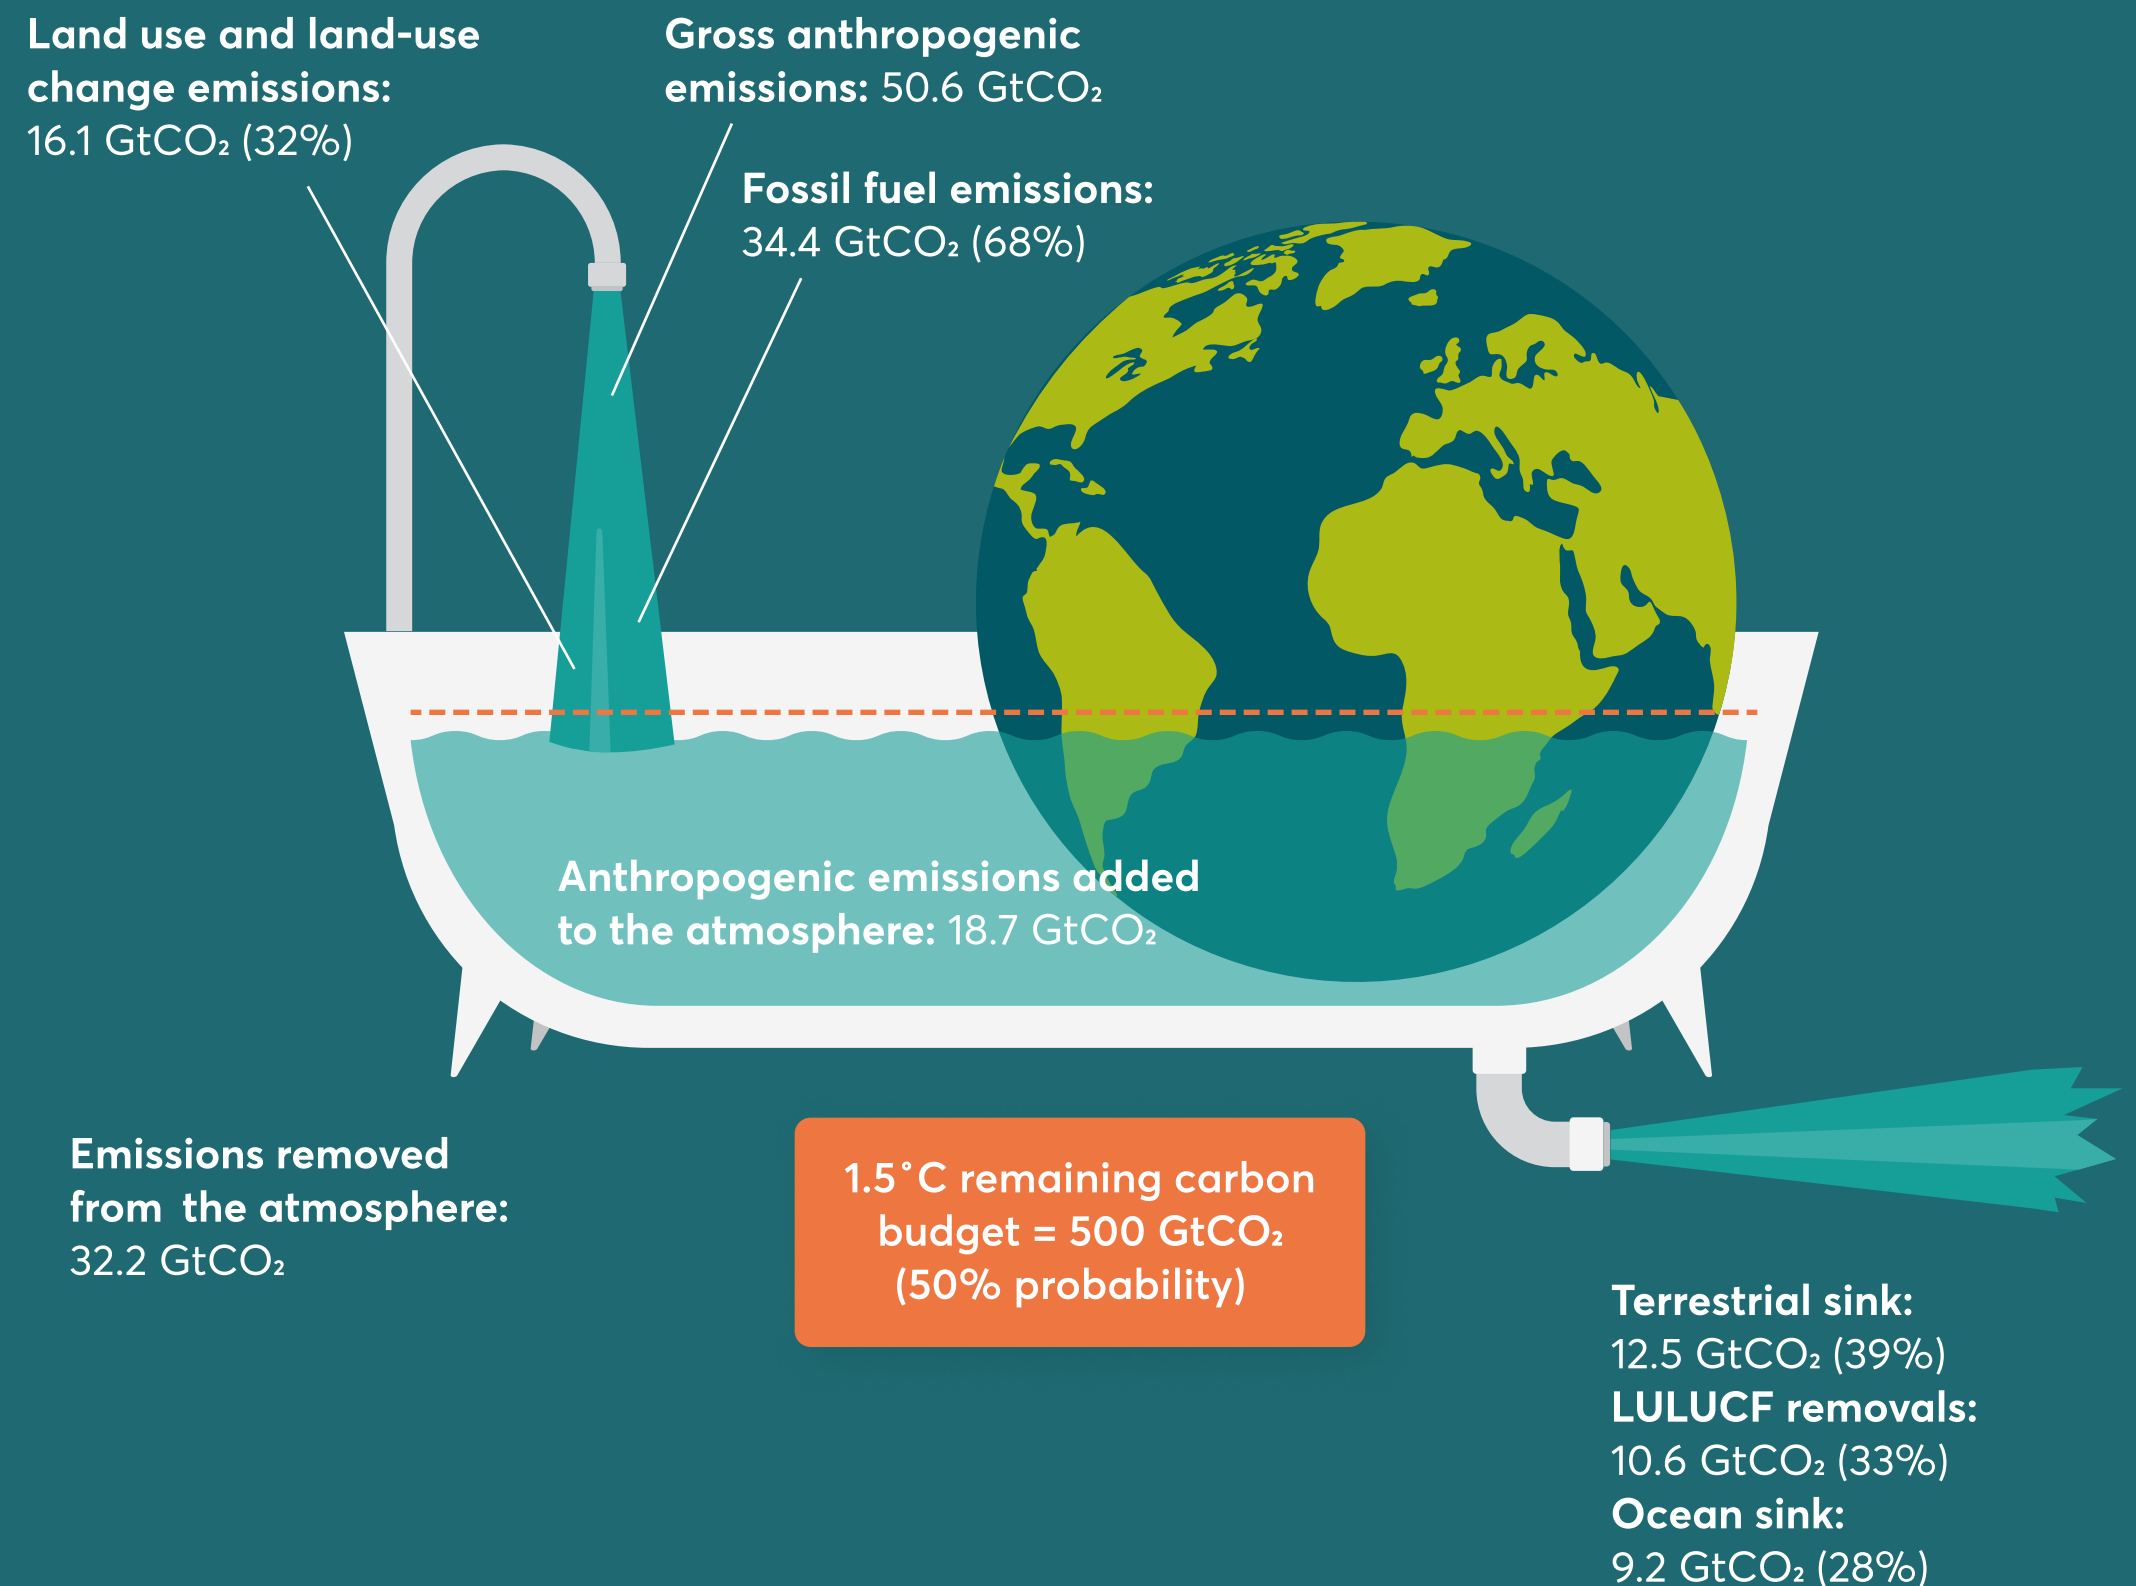 Land use and land-use
change emissions:
16.1 GtCO₂ (32%)
Gross anthropogenic
emissions: 50.6 GtCO₂
Fossil fuel emissions:
34.4 GtCO₂ (68%)
Anthropogenic emissions added
to the atmosphere: 18.7 GtCO₂
Emissions removed
from the atmosphere:
32.2 GtCO₂
1.5°C remaining carbon
budget = 500 GtCO₂
(50% probability)
Terrestrial sink:
12.5 GtCO₂ (39%)
LULUCF removals:
10.6 GtCO₂ (33%)
Ocean sink:
9.2 GtCO₂ (28%)